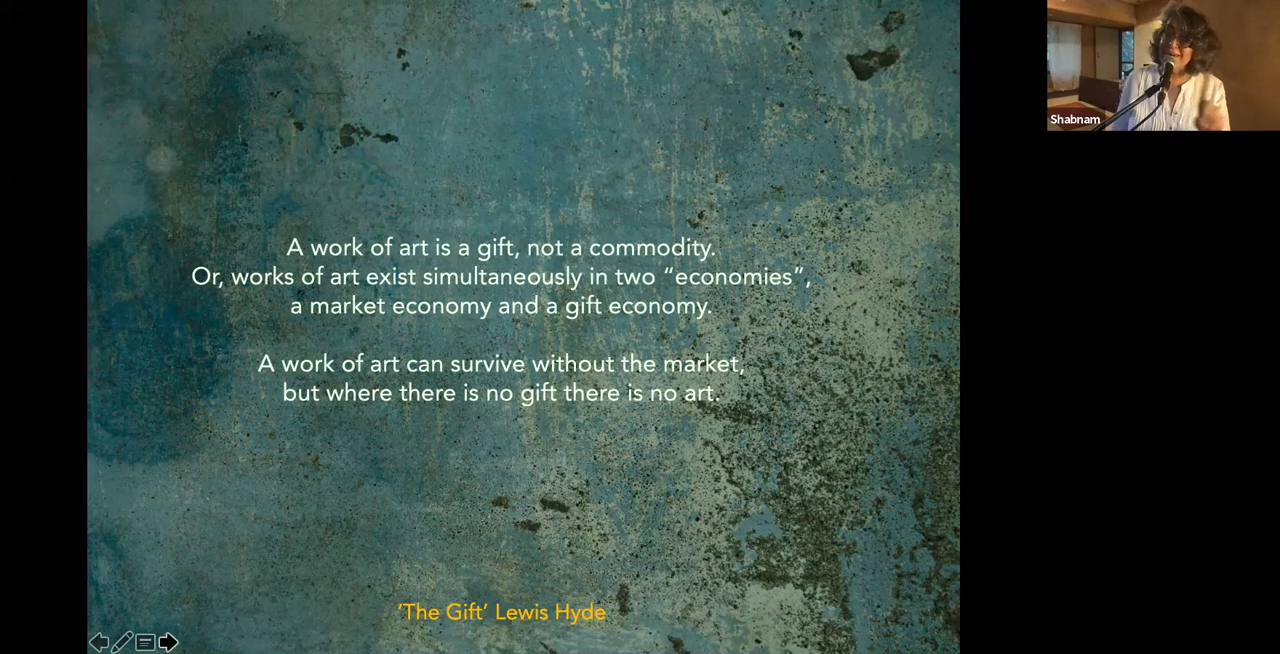 A work of art is a gift, not a commodity.
Or, works of art exist simultaneously in two “economies”,
a market economy and a gift economy.
A work of art can survive without the market,
but where there is no gift there is no art.
‘The Gift’ Lewis Hyde
Shabnam